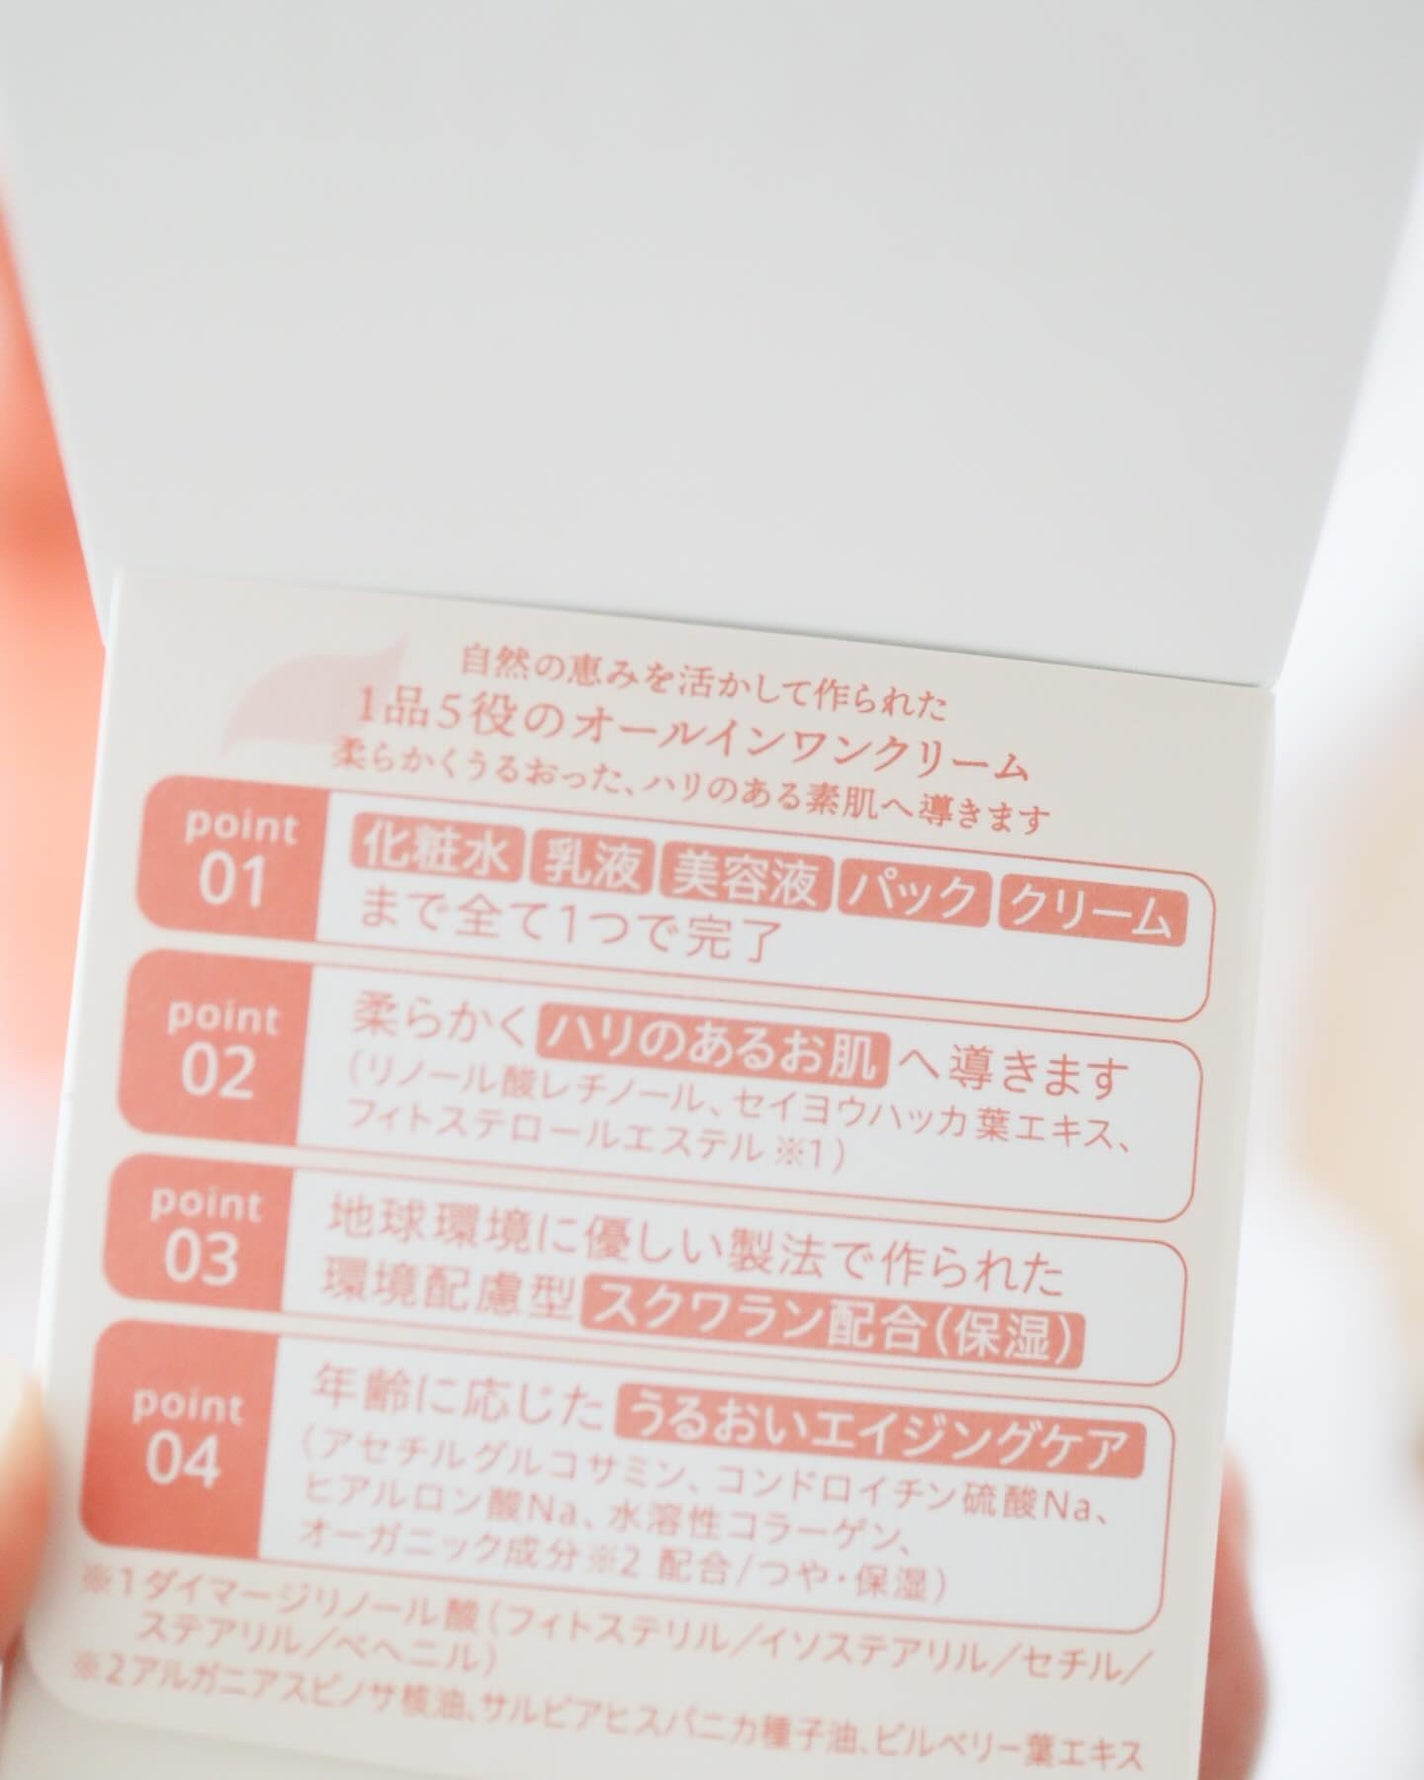 自然の恵みを活かして作られた
1品5役のオールインワンクリーム
柔らかくうるおった、ハリのある素肌へ導きます
point
01
化粧水 乳液 美容液 パック クリーム
まで全て1つで完了
point
02
柔らかく ハリのあるお肌 へ導きます
(リノール酸レチノール、セイヨウハッカ葉エキス、
フィトステロールエステル※1)
point
03
地球環境に優しい製法で作られた
環境配慮型 スクワラン配合(保湿)
point
04
年齢に応じた うるおいエイジングケア
(アセチルグルコサミン、コンドロイチン硫酸Na、
ヒアルロン酸Na、水溶性コラーゲン、
オーガニック成分※2 配合/つや・保湿)
※1ダイマージリノール酸(フィトステリル/イソステアリル/セチル/
ステアリル/ベヘニル)
※2アルガニアスピノサ核油、サルビアヒスパニカ種子油、ビルベリー葉エキス